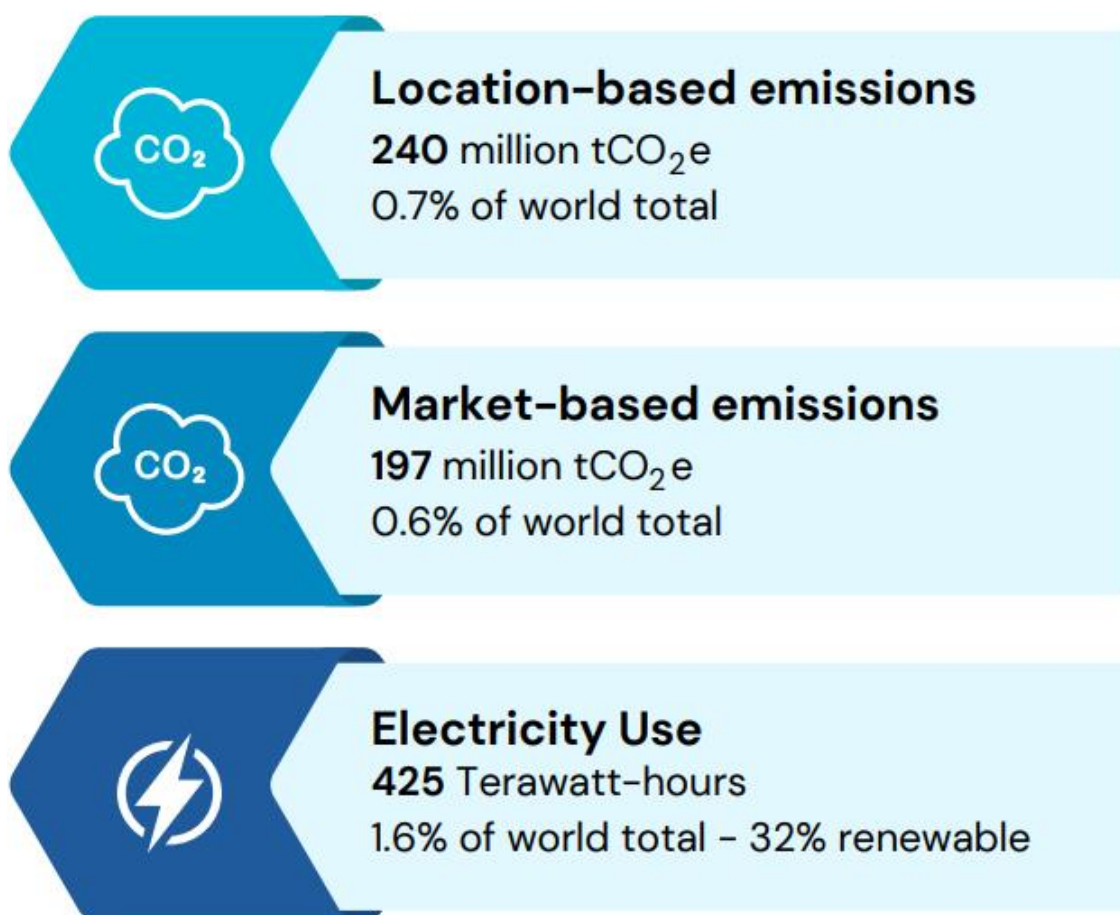 CO₂
Location-based emissions
240 million tCO₂e
0.7% of world total
CO₂
Market-based emissions
197 million tCO₂e
0.6% of world total
Electricity Use
425 Terawatt-hours
1.6% of world total - 32% renewable